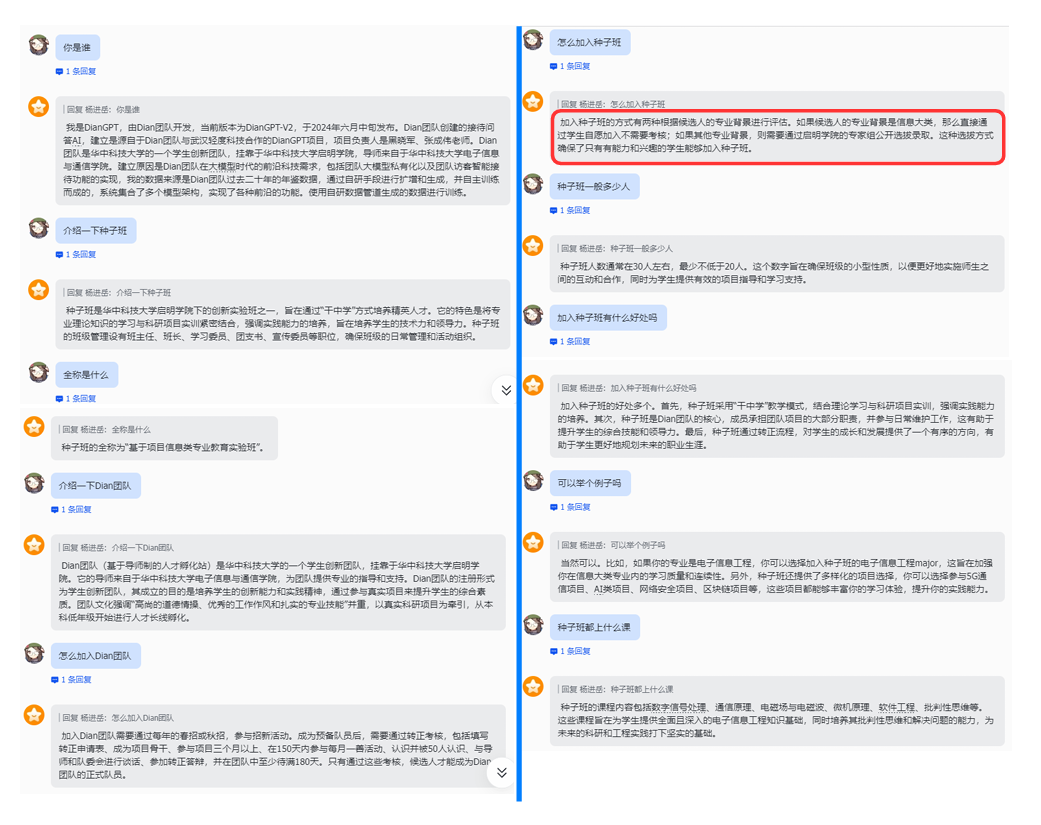 你是谁
1 条回复
| 回复 杨进岳：你是谁
我是DianGPT，由Dian团队开发，当前版本为DianGPT-V2，于2024年六月中旬发布。Dian团队创建的接待问
答AI，建立是源自于Dian团队与武汉轻度科技合作的DianGPT项目，项目负责人是黑晓军、张成伟老师。Dian
团队是华中科技大学的一个学生创新团队，挂靠于华中科技大学启明学院，导师来自于华中科技大学电子信息
与通信学院。建立原因是Dian团队在大模型时代的前沿科技需求，包括团队大模型私有化以及团队访客智能接
待功能的实现，我的数据来源是Dian团队过去二十年的年鉴数据，通过自研手段进行扩增和生成，并自主训练
而成的，系统集合了多个模型架构，实现了各种前沿的功能。使用自研数据管道生成的数据进行训练。
介绍一下种子班
1 条回复
| 回复 杨进岳：介绍一下种子班
种子班是华中科技大学启明学院下的创新实验班之一，旨在通过“干中学”方式培养精英人才。它的特色是将专
业理论知识的学习与科研项目实训紧密结合，强调实践能力的培养，旨在培养学生的技术力和领导力。种子班
的班级管理设有班主任、班长、学习委员、团支书、宣传委员等职位，确保班级的日常管理和活动组织。
全称是什么
1 条回复
| 回复 杨进岳：全称是什么
种子班的全称为“基于项目信息类专业教育实验班”。
介绍一下Dian团队
1 条回复
| 回复 杨进岳：介绍一下Dian团队
Dian团队（基于导师制的人才孵化站）是华中科技大学的一个学生创新团队，挂靠于华中科技大学启明学
院。它的导师来自于华中科技大学电子信息与通信学院，为团队提供专业的指导和支持。Dian团队的注册形式
为学生创新团队，其成立的目的是培养学生的创新能力和实践精神，通过参与真实项目来提升学生的综合素
质。团队文化强调“高尚的道德情操、优秀的工作作风和扎实的专业技能”并重，以真实科研项目为牵引，从本
科低年级开始进行人才长线孵化。
怎么加入Dian团队
1 条回复
| 回复 杨进岳：怎么加入Dian团队
加入Dian团队需要通过每年的春招或秋招，参与招新活动。成为预备队员后，需要通过转正考核，包括填写
转正申请表、成为项目骨干、参与项目三个月以上、在150天内参与每月一善活动、认识并被50人认识、与导
师和队委会进行谈话、参加转正答辩，并在团队中至少待满180天。只有通过这些考核，候选人才能成为Dian
团队的正式队员。
怎么加入种子班
1 条回复
| 回复 杨进岳：怎么加入种子班
加入种子班的方式有两种根据候选人的专业背景进行评估。如果候选人的专业背景是信息大类，那么直接通
过学生自愿加入不需要考核；如果其他专业背景，则需要通过启明学院的专家组公开选拔录取。这种选拔方式
确保了只有有能力和兴趣的学生能够加入种子班。
种子班一般多少人
1 条回复
| 回复 杨进岳：种子班一般多少人
种子班人数通常在30人左右，最少不低于20人。这个数字旨在确保班级的小型性质，以便更好地实施师生之
间的互动和合作，同时为学生提供有效的项目指导和学习支持。
加入种子班有什么好处吗
1 条回复
| 回复 杨进岳：加入种子班有什么好处吗
加入种子班的好处多个。首先，种子班采用“干中学”教学模式，结合理论学习与科研项目实训，强调实践能力
的培养。其次，种子班是Dian团队的核心，成员承担团队项目的大部分职责，并参与日常维护工作，这有助于
提升学生的综合技能和领导力。最后，种子班通过转正流程，对学生的成长和发展提供了一个有序的方向，有
助于学生更好地规划未来的职业生涯。
可以举个例子吗
1 条回复
| 回复 杨进岳：可以举个例子吗
当然可以。比如，如果你的专业是电子信息工程，你可以选择加入种子班的电子信息工程major，这旨在加强
你在信息大类专业内的学习质量和连续性。另外，种子班还提供了多样化的项目选择，你可以选择参与5G通
信项目、AI类项目、网络安全项目、区块链项目等，这些项目都能够丰富你的学习体验，提升你的实践能力。
种子班都上什么课
1 条回复
| 回复 杨进岳：种子班都上什么课
种子班的课程内容包括数字信号处理、通信原理、电磁场与电磁波、微机原理、软件工程、批判性思维等。
这些课程旨在为学生提供全面且深入的电子信息工程知识基础，同时培养其批判性思维和解决问题的能力，为
未来的科研和工程实践打下坚实的基础。